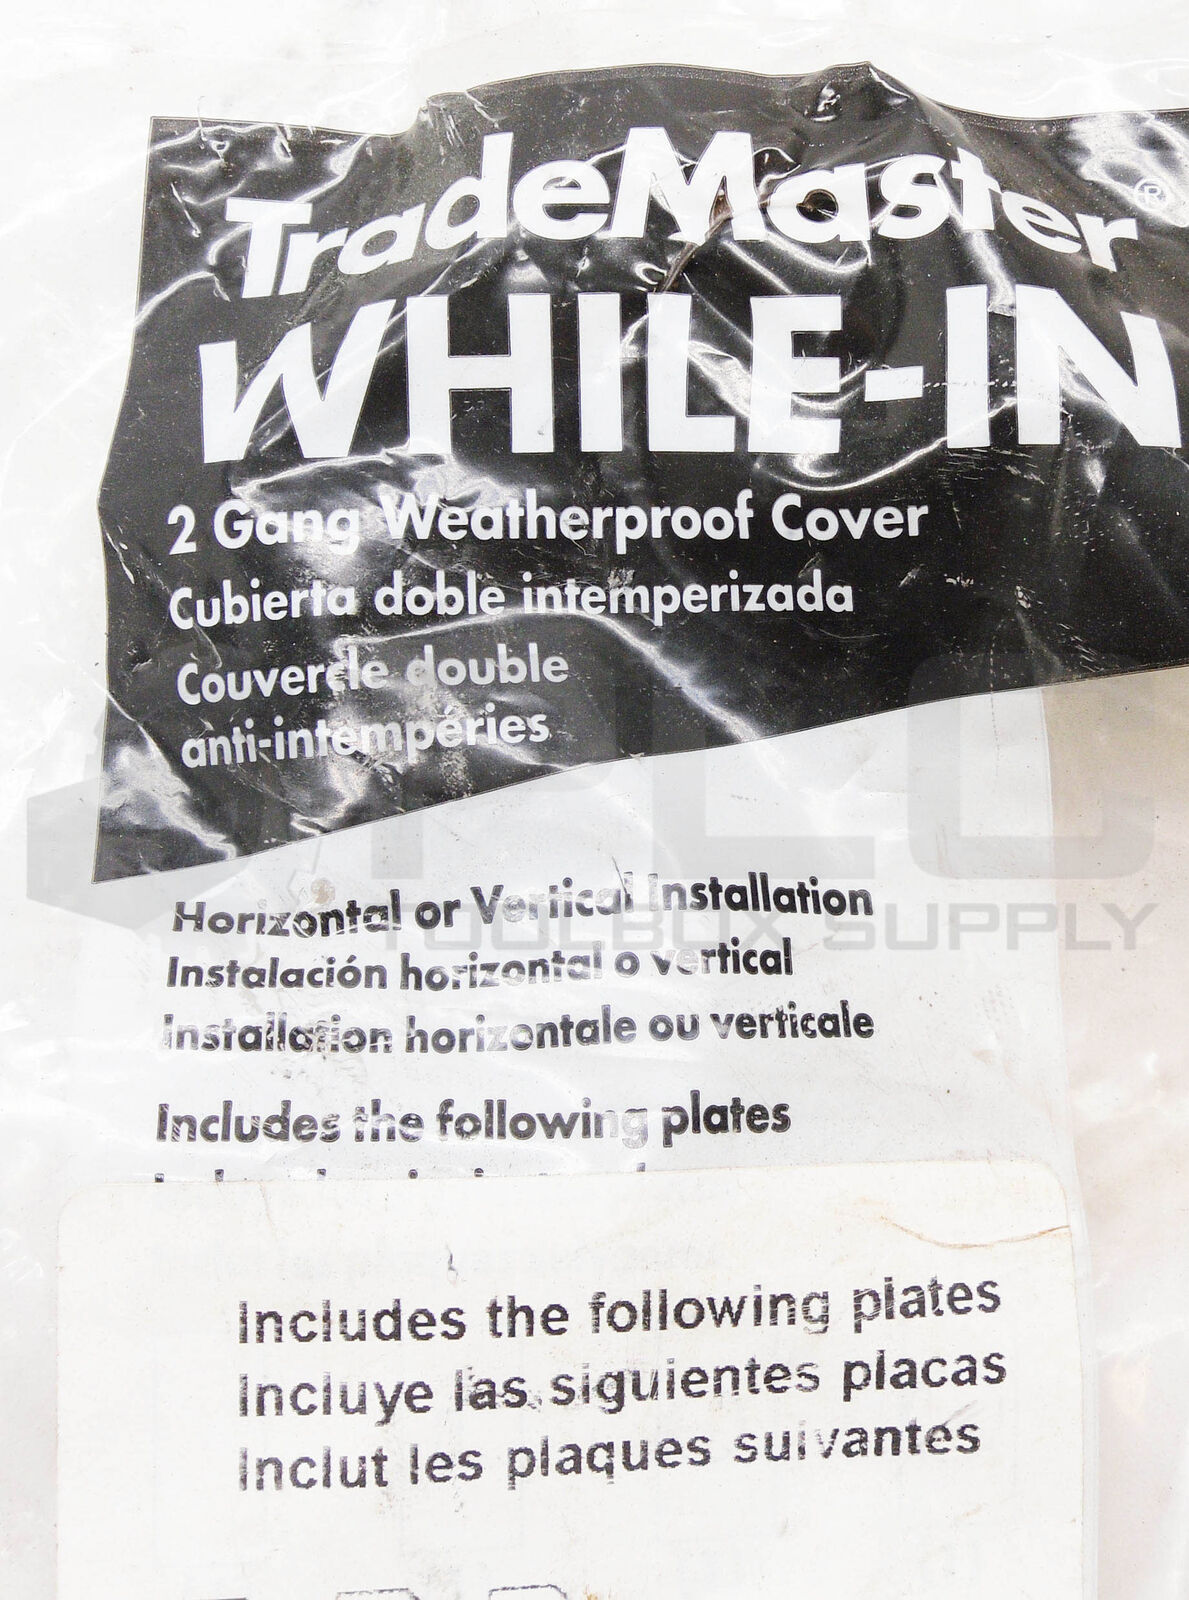 TradeMaster®
WHILE-IN
2 Gang Weatherproof Cover
Cubierta doble intemperizada
Couvercle double
anti-intempéries
Horizontal or Vertical Installation
Instalación horizontal o vertical
Installation horizontale ou verticale
Includes the following plates
Includes the following plates
Incluye las siguientes placas
Inclut les plaques suivantes
PLC
TOOLBOX SUPPLY